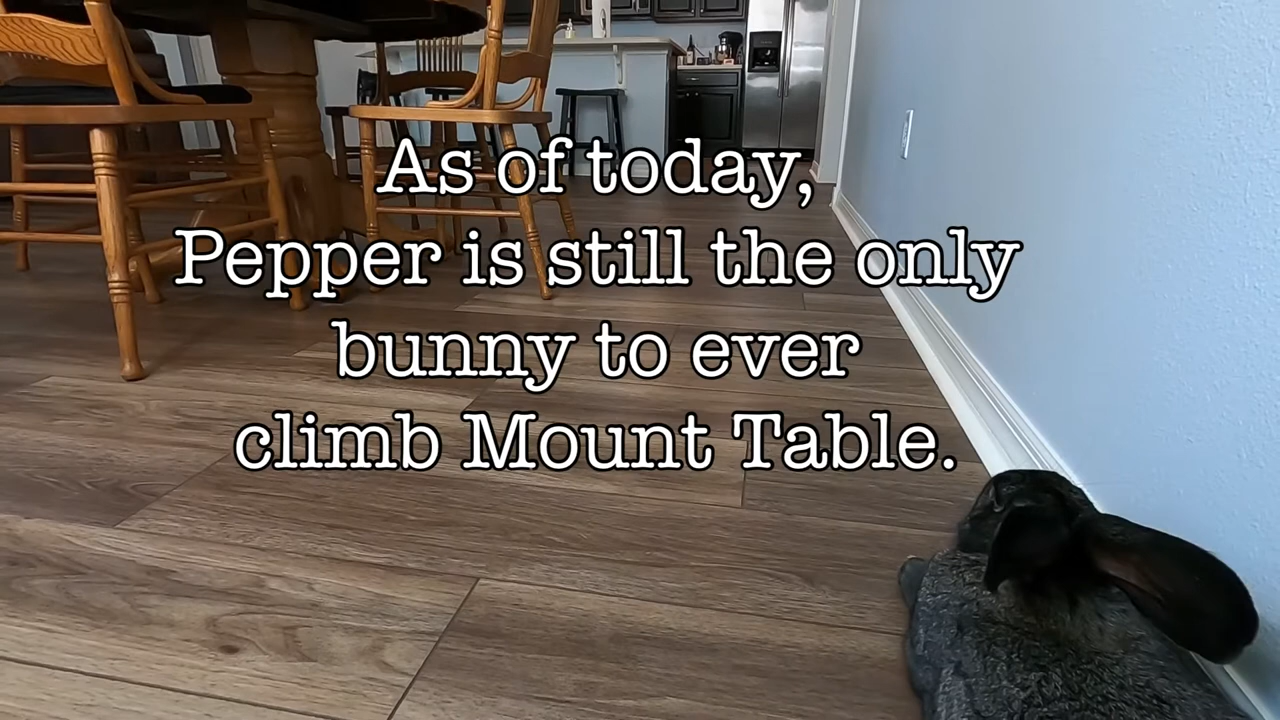 As of today,
Pepper is still the only
bunny to ever
climb Mount Table.